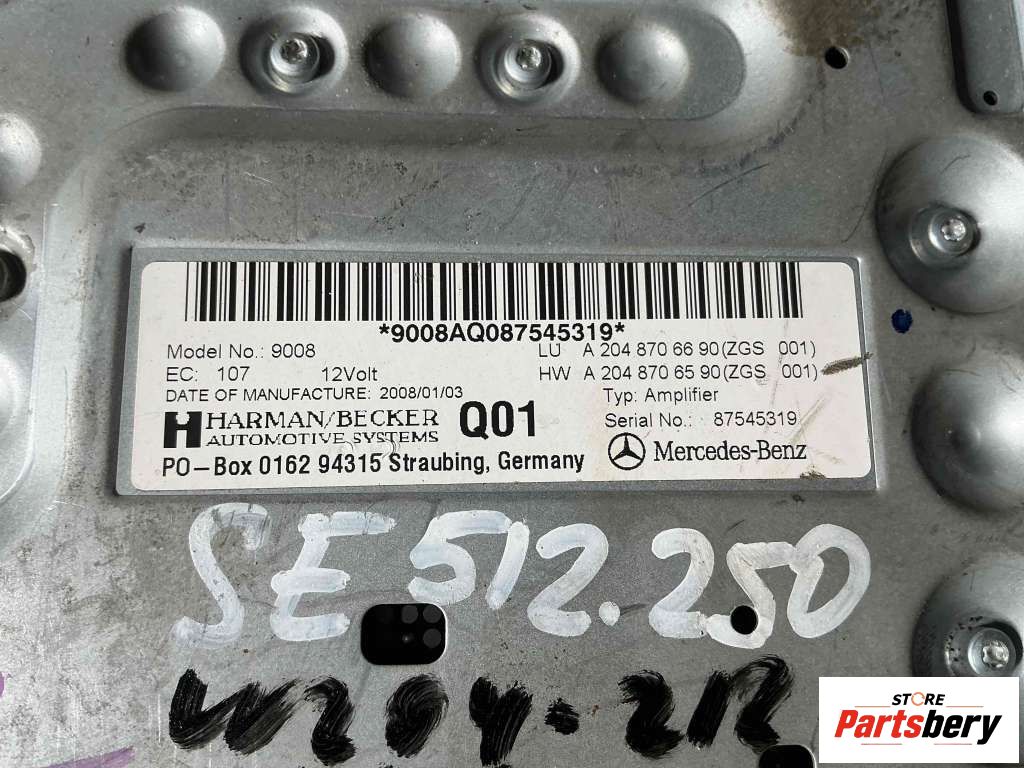 *9008AQ087545319*
Model No.: 9008
LU A 204 870 66 90 (ZGS 001)
EC: 107 12Volt
HW A 204 870 65 90 (ZGS 001)
DATE OF MANUFACTURE: 2008/01/03
Typ: Amplifier
HARMAN/BECKER
AUTOMOTIVE SYSTEMS
Q01
Serial No.: 87545319
Mercedes-Benz
PO-Box 0162 94315 Straubing, Germany
SE 512.250
W204-212
STORE
Partsbery